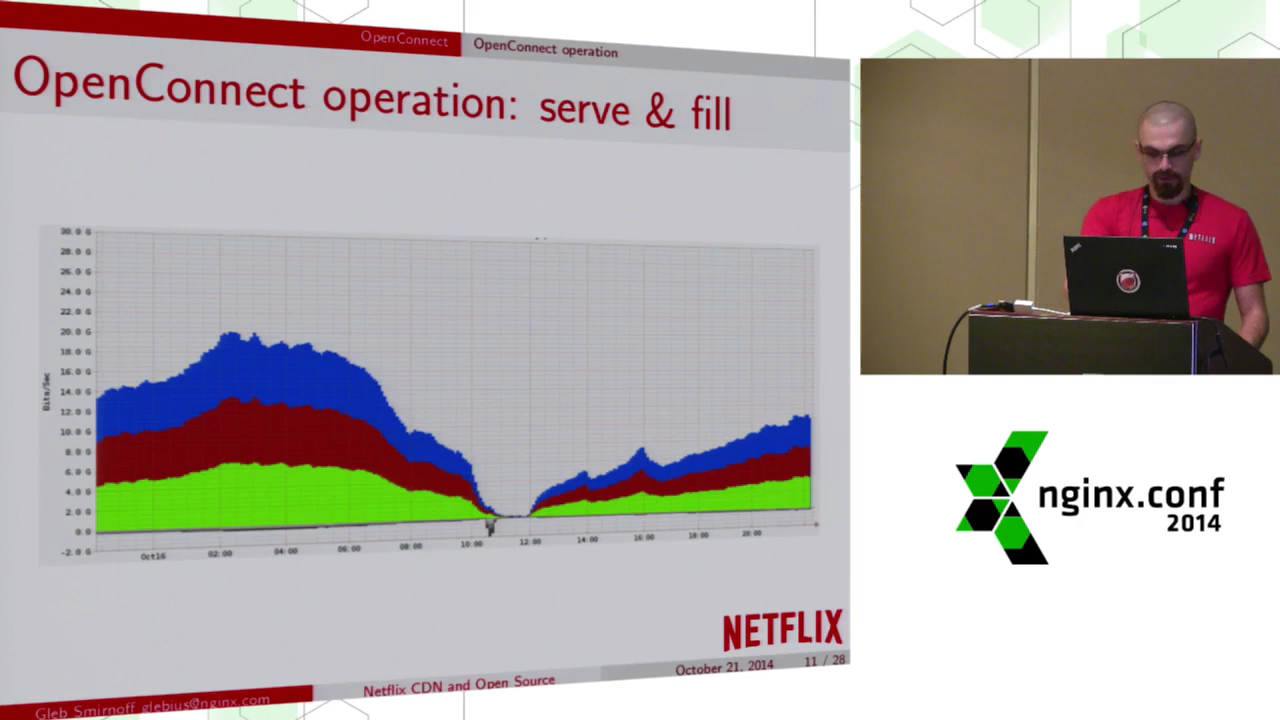 OpenConnect
OpenConnect operation
OpenConnect operation: serve & fill
30.0 G
28.0 G
26.0 G
24.0 G
22.0 G
20.0 G
18.0 G
16.0 G
14.0 G
12.0 G
10.0 G
8.0 G
6.0 G
4.0 G
2.0 G
0.0
-2.0 G
Bits/Sec
Oct16
02:00
04:00
06:00
08:00
10:00
12:00
14:00
16:00
18:00
20:00
NETFLIX
October 21, 2014
11 / 28
Netflix CDN and Open Source
Gleb Smirnoff glebius@nginx.com
NETFLIX
nginx.conf
2014